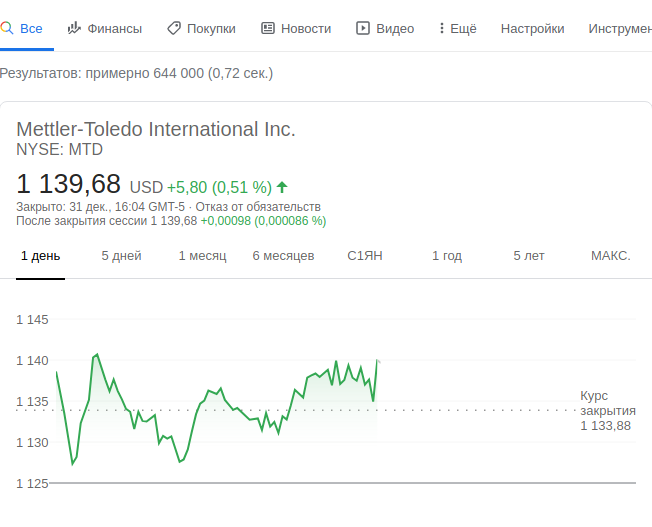 Все Финансы Покупки Новости Видео Ещё Настройки Инструмен
Результатов: примерно 644 000 (0,72 сек.)
Mettler-Toledo International Inc.
NYSE: MTD
1 139,68 USD +5,80 (0,51 %)
Закрыто: 31 дек., 16:04 GMT-5 · Отказ от обязательств
После закрытия сессии 1 139,68 +0,00098 (0,000086 %)
1 день 5 дней 1 месяц 6 месяцев С1ЯН 1 год 5 лет МАКС.
1 145
1 140
1 135
1 130
1 125
Курс
закрытия
1 133,88